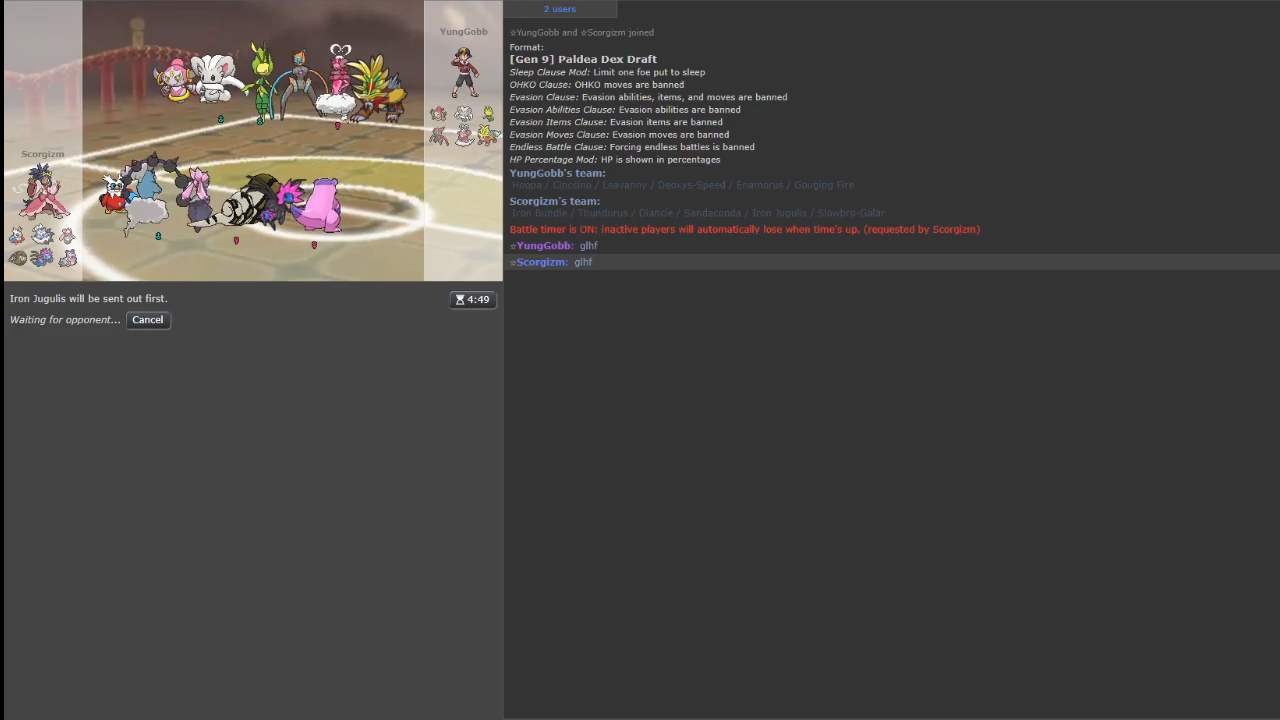 2 users
YungGobb
Scorgizm
Iron Jugulis will be sent out first.
4:49
Waiting for opponent... Cancel
☆YungGobb and ☆Scorgizm joined
Format:
[Gen 9] Paldea Dex Draft
Sleep Clause Mod: Limit one foe put to sleep
OHKO Clause: OHKO moves are banned
Evasion Clause: Evasion abilities, items, and moves are banned
Evasion Abilities Clause: Evasion abilities are banned
Evasion Items Clause: Evasion items are banned
Evasion Moves Clause: Evasion moves are banned
Endless Battle Clause: Forcing endless battles is banned
HP Percentage Mod: HP is shown in percentages
YungGobb's team:
Hoopa / Cinccino / Leavanny / Deoxys-Speed / Enamorus / Gouging Fire
Scorgizm's team:
Iron Bundle / Thundurus / Diancie / Sandaconda / Iron Jugulis / Slowbro-Galar
Battle timer is ON: inactive players will automatically lose when time's up. (requested by Scorgizm)
☆YungGobb: glhf
☆Scorgizm: glhf